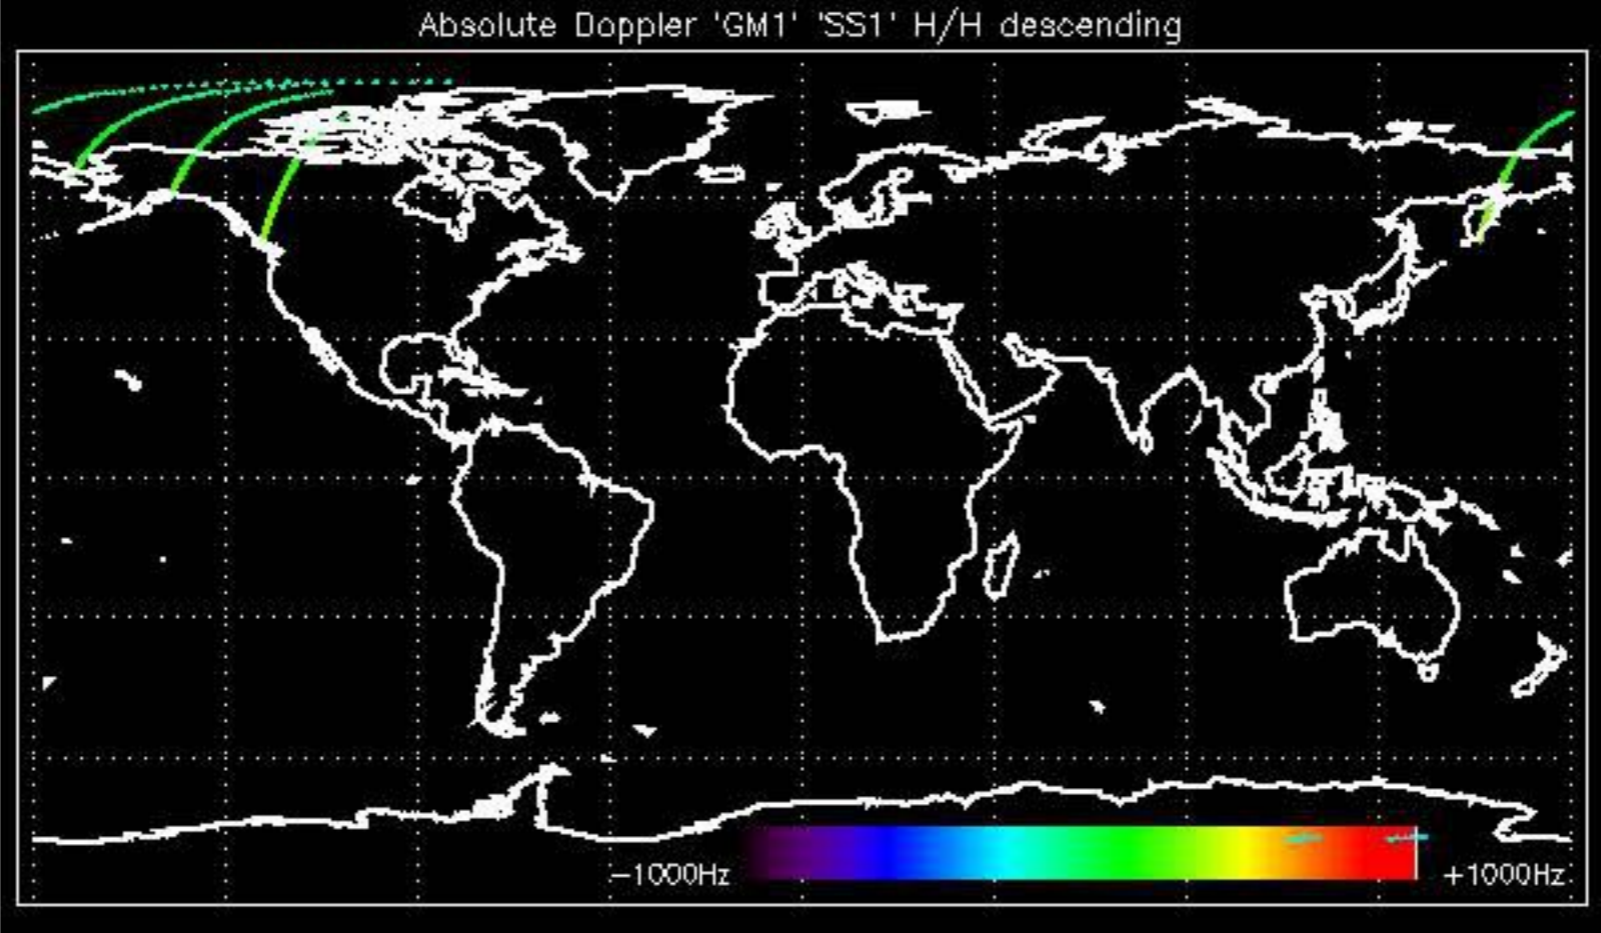 Absolute Doppler 'GM1' 'SS1' H/H descending
−1000Hz +1000Hz